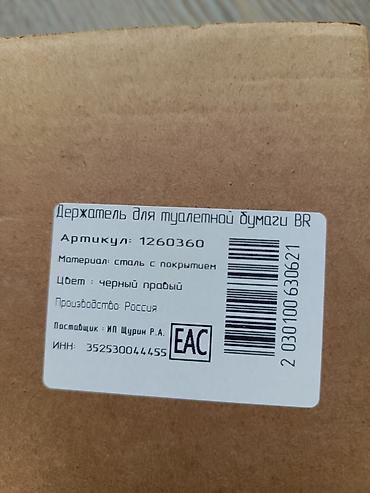 Держатель для туалетной бумаги BR
Артикул: 1260360
Материал: сталь с покрытием
Цвет : черный правый
Производство: Россия
Поставщик : ИП Щурин Р.А.
ИНН: 352530044455
EAC
2 030100 630621